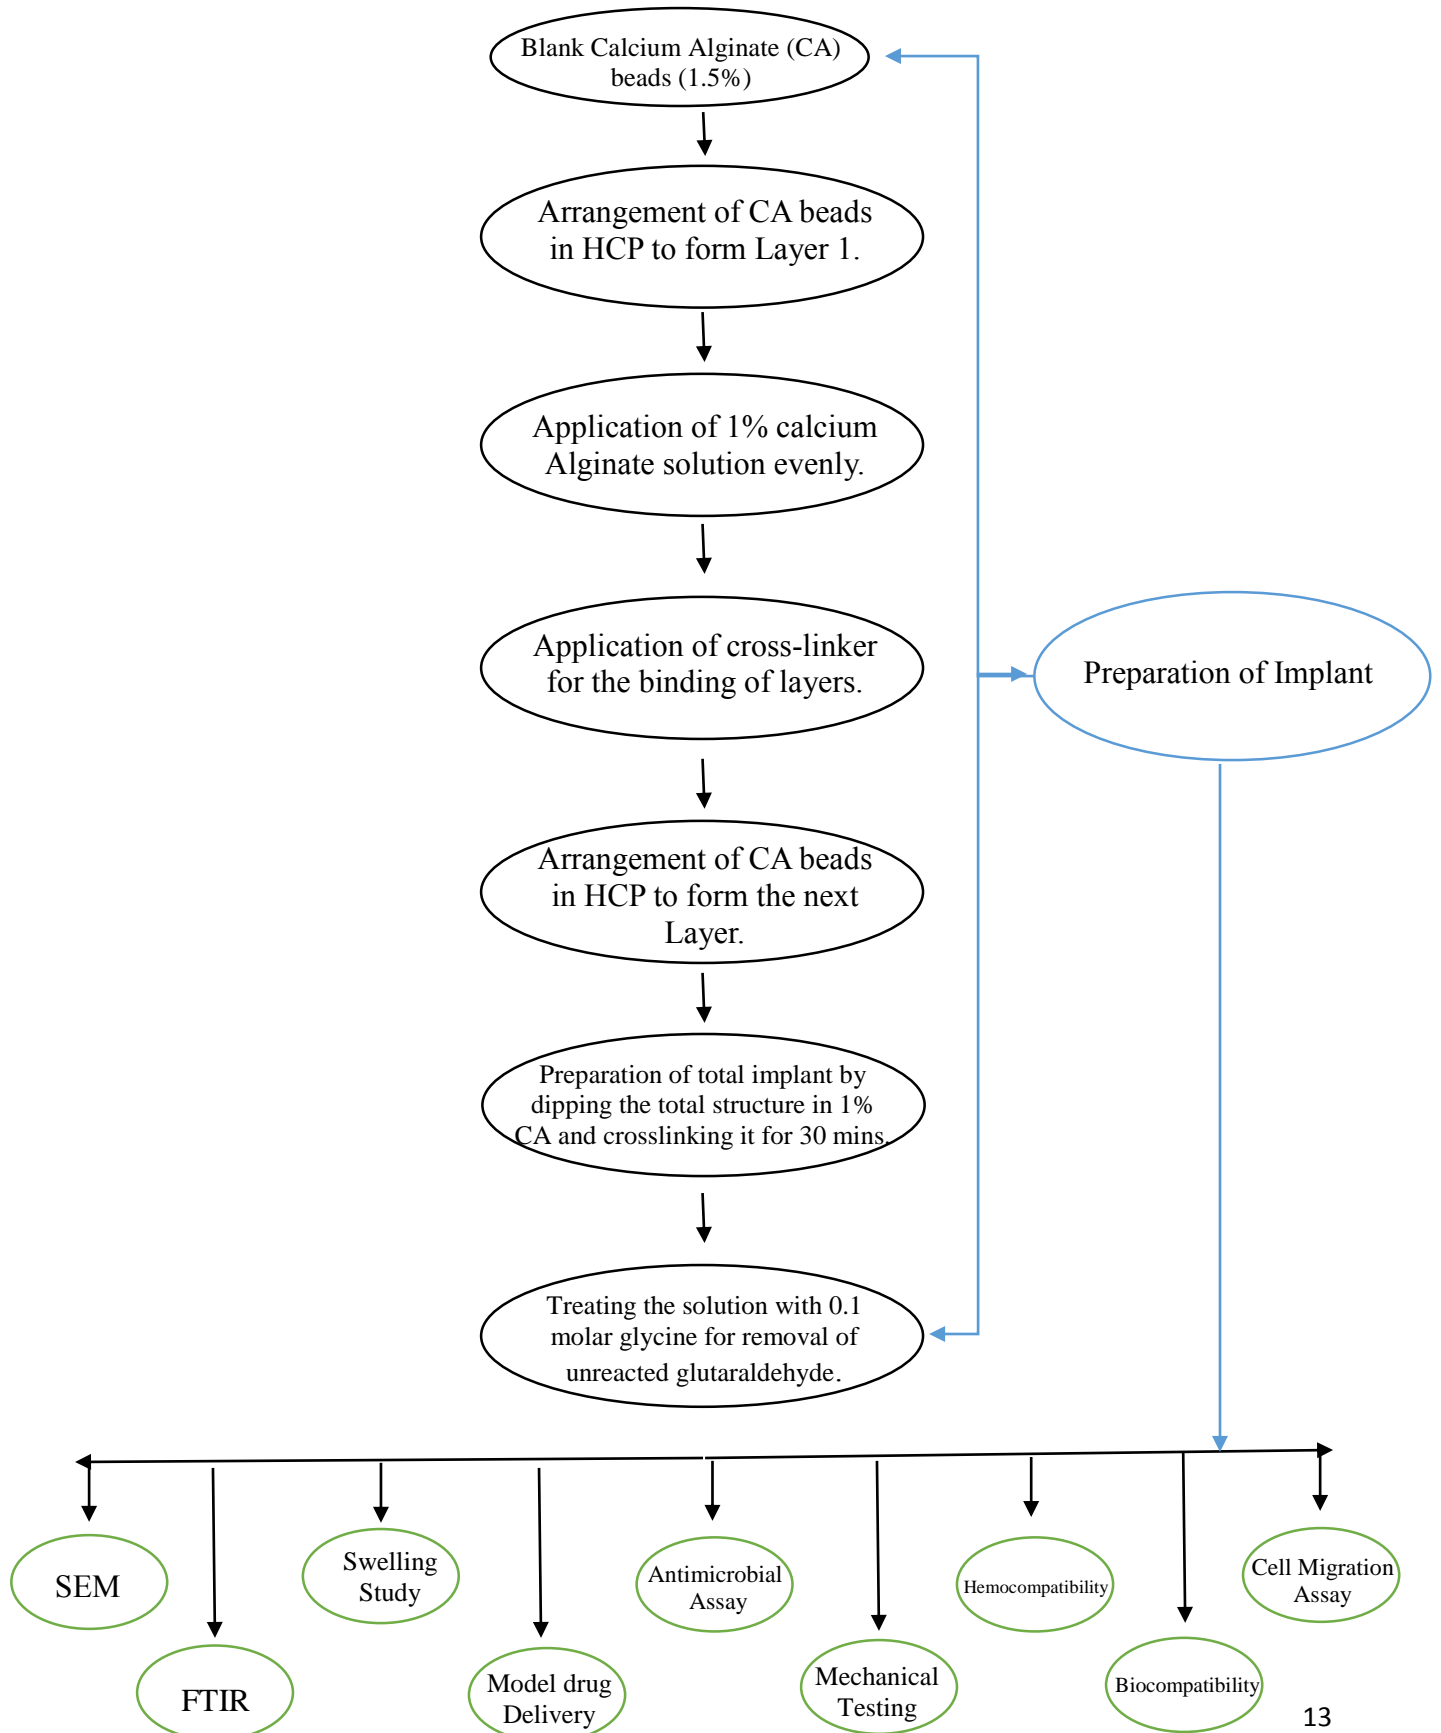 Blank Calcium Alginate (CA)
beads (1.5%)
Arrangement of CA beads
in HCP to form Layer 1.
Application of 1% calcium
Alginate solution evenly.
Application of cross-linker
for the binding of layers.
Preparation of Implant
Arrangement of CA beads
in HCP to form the next
Layer.
Preparation of total implant by
dipping the total structure in 1%
CA and crosslinking it for 30 mins.
Treating the solution with 0.1
molar glycine for removal of
unreacted glutaraldehyde.
SEM
Swelling
Study
Antimicrobial
Assay
Hemocompatibility
Cell Migration
Assay
FTIR
Model drug
Delivery
Mechanical
Testing
Biocompatibility
13